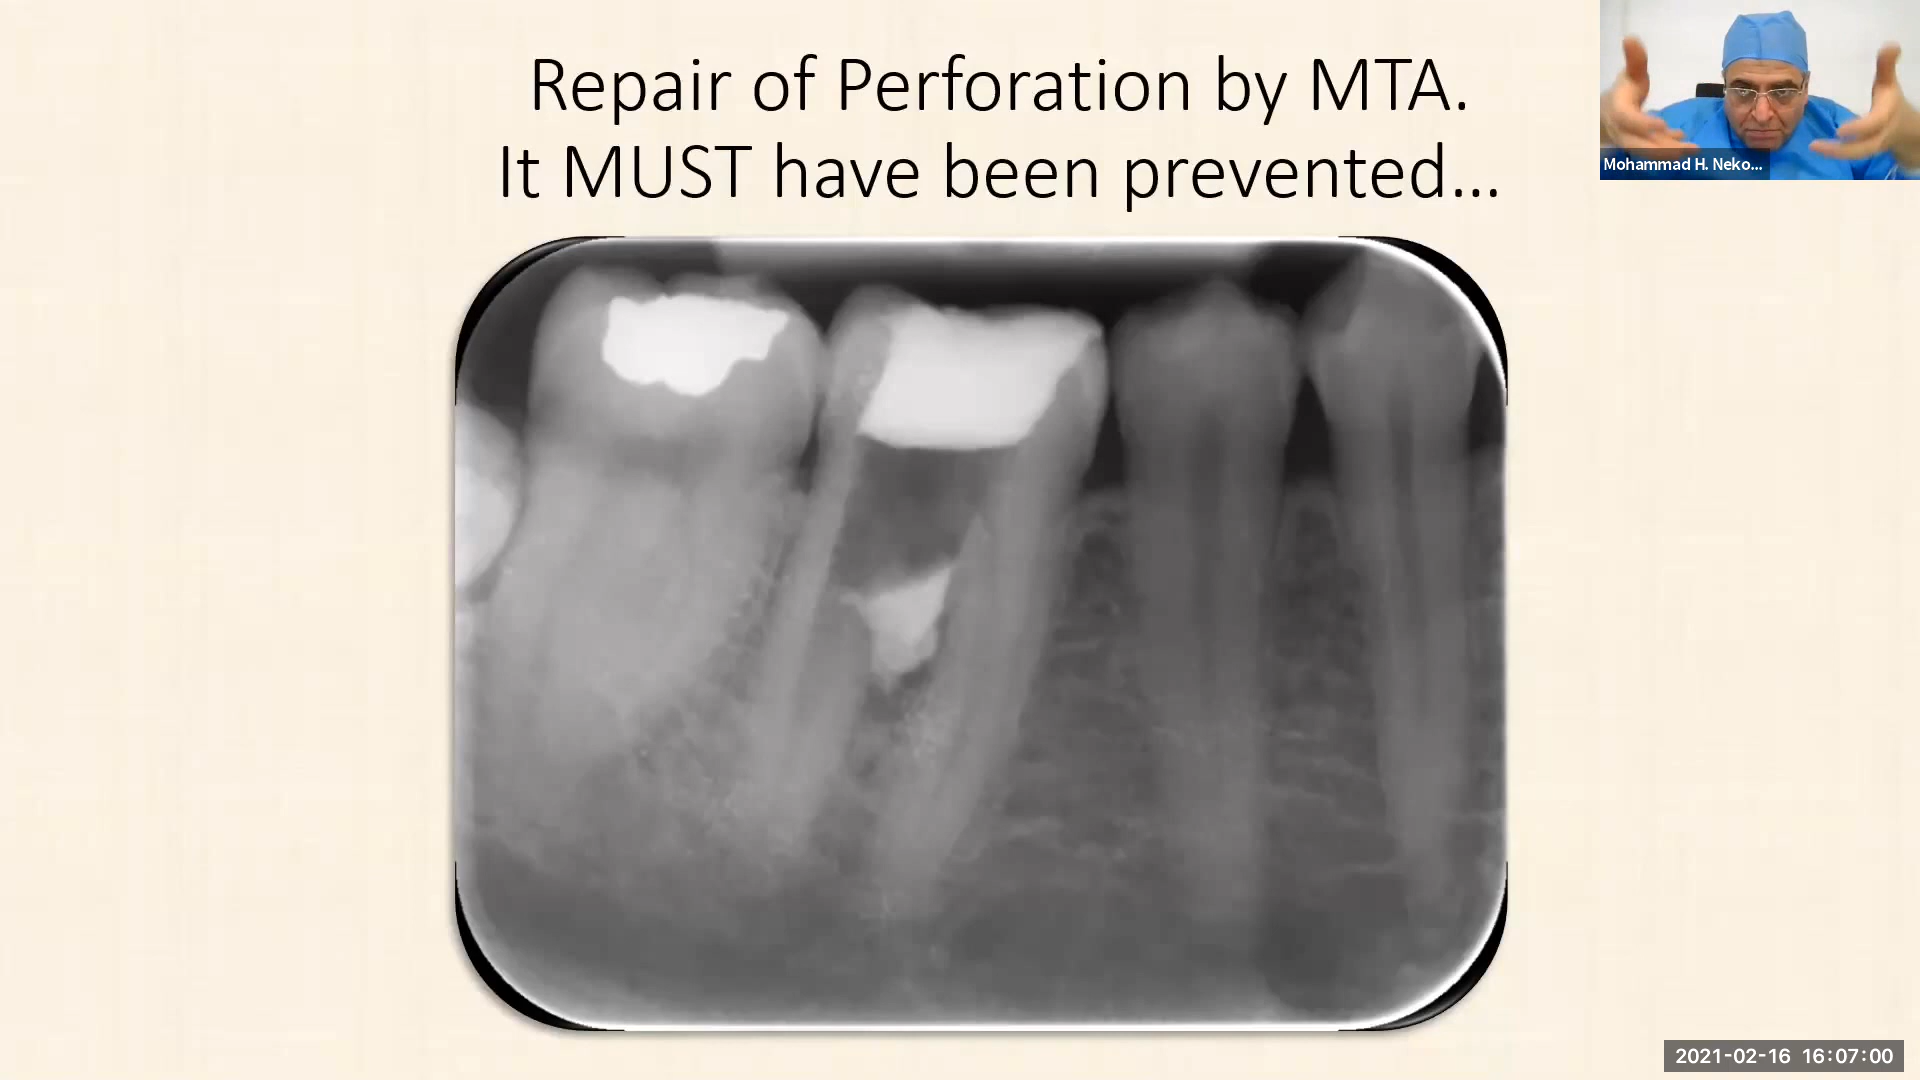 Repair of Perforation by MTA.
It MUST have been prevented...
Mohammad H. Neko...
2021-02-16 16:07:00